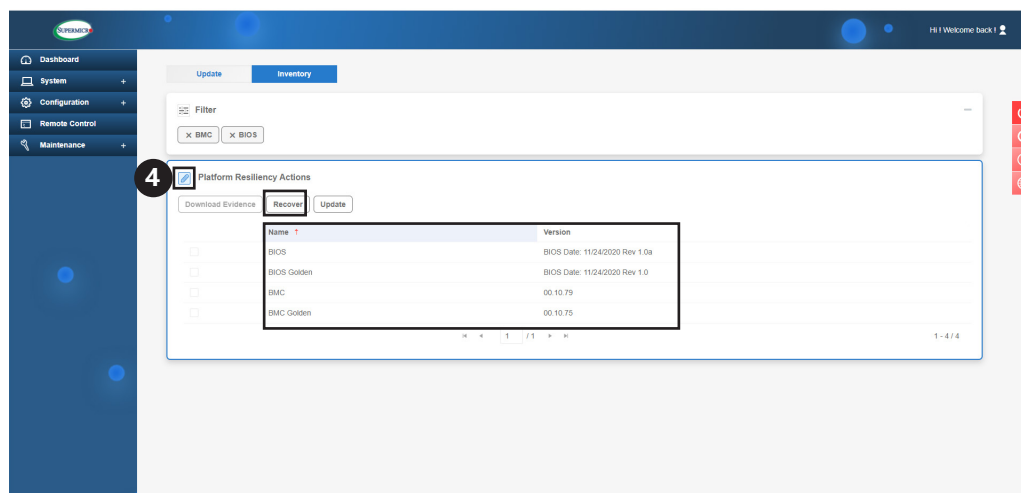 SUPERMICR
Hi ! Welcome back !
Dashboard
System +
Configuration +
Remote Control
Maintenance +
Update Inventory
Filter
× BMC × BIOS
4 Platform Resiliency Actions
Download Evidence Recover Update
Name ↑ Version
BIOS BIOS Date: 11/24/2020 Rev 1.0a
BIOS Golden BIOS Date: 11/24/2020 Rev 1.0
BMC 00.10.79
BMC Golden 00.10.75
1 / 1
1 - 4 / 4